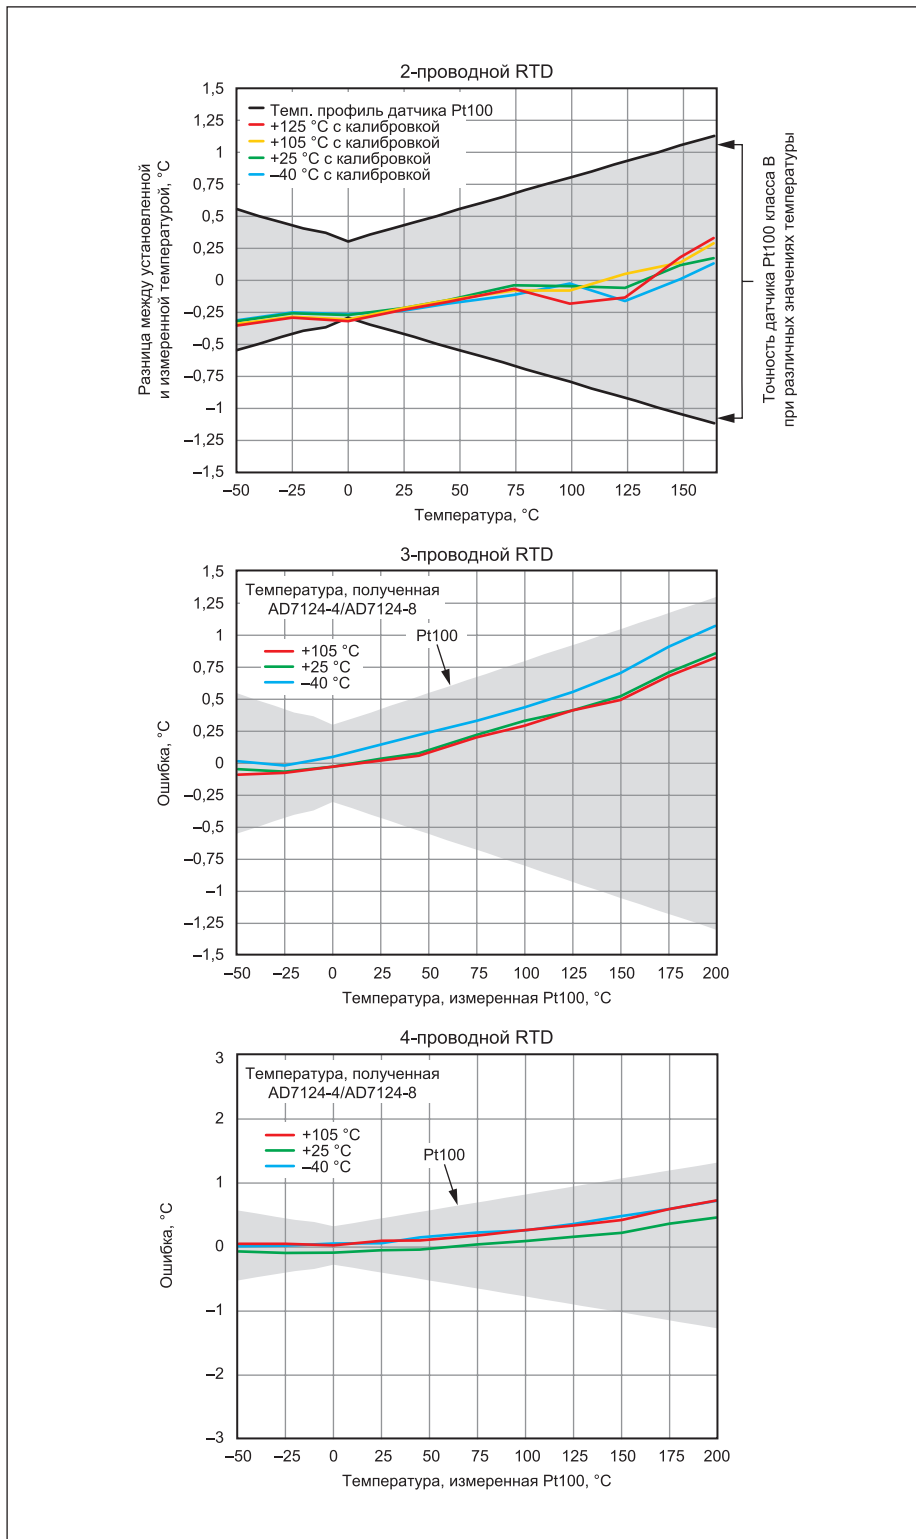 2-проводной RTD
1,5
1,25
1
0,75
0,5
0,25
0
–0,25
–0,5
–0,75
–1
–1,25
–1,5
Разница между установленной
и измеренной температурой, °C
Темп. профиль датчика Pt100
+125 °C с калибровкой
+105 °C с калибровкой
+25 °C с калибровкой
–40 °C с калибровкой
Точность датчика Pt100 класса B
при различных значениях температуры
–50 –25 0 25 50 75 100 125 150
Температура, °C
3-проводной RTD
1,5
1,25
1
0,75
0,5
0,25
0
–0,25
–0,5
–0,75
–1
–1,25
–1,5
Ошибка, °C
Температура, полученная
AD7124-4/AD7124-8
Pt100
+105 °C
+25 °C
–40 °C
–50 –25 0 25 50 75 100 125 150 175 200
Температура, измеренная Pt100, °C
4-проводной RTD
3
2
1
0
–1
–2
–3
Ошибка, °C
Температура, полученная
AD7124-4/AD7124-8
+105 °C
+25 °C
–40 °C
Pt100
–50 –25 0 25 50 75 100 125 150 175 200
Температура, измеренная Pt100, °C